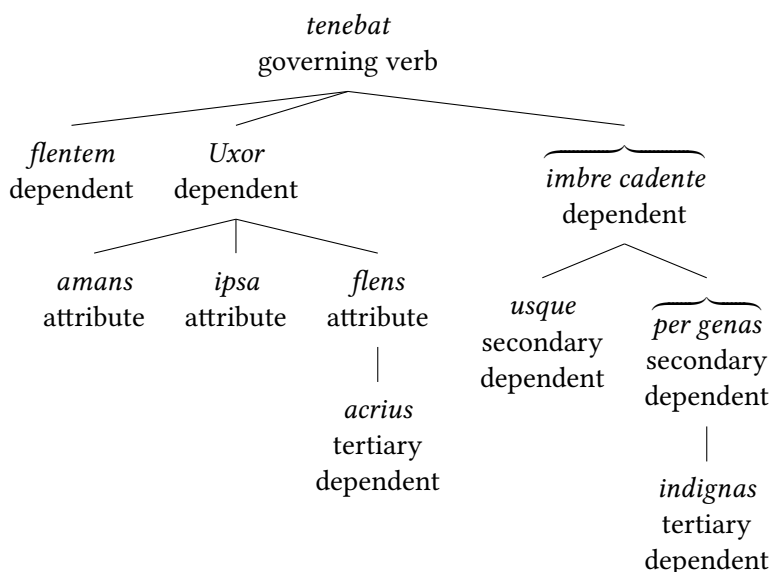 tenebat
governing verb
flentem
dependent
Uxor
dependent
imbre cadente
dependent
amans
attribute
ipsa
attribute
flens
attribute
usque
secondary
dependent
per genas
secondary
dependent
acrius
tertiary
dependent
indignas
tertiary
dependent